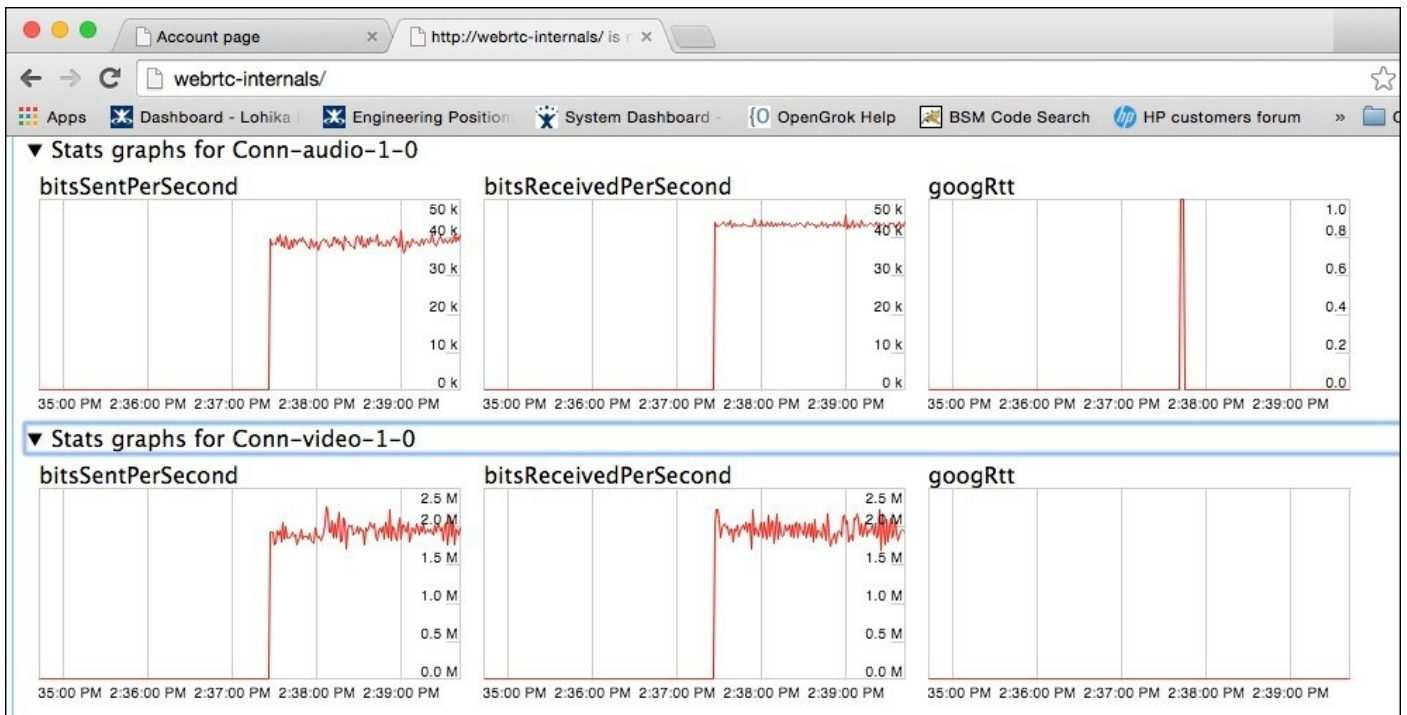 Account page
http://webrtc-internals/ is
webrtc-internals/
Apps Dashboard - Lohika Engineering Position System Dashboard - {O OpenGrok Help BSM Code Search hp HP customers forum »
▼ Stats graphs for Conn-audio-1-0
bitsSentPerSecond bitsReceivedPerSecond googRtt
50 k 50 k 1.0
40 k 40 k 0.8
30 k 30 k 0.6
20 k 20 k 0.4
10 k 10 k 0.2
0 k 0 k 0.0
35:00 PM 2:36:00 PM 2:37:00 PM 2:38:00 PM 2:39:00 PM 35:00 PM 2:36:00 PM 2:37:00 PM 2:38:00 PM 2:39:00 PM 35:00 PM 2:36:00 PM 2:37:00 PM 2:38:00 PM 2:39:00 PM
▼ Stats graphs for Conn-video-1-0
bitsSentPerSecond bitsReceivedPerSecond googRtt
2.5 M 2.5 M
2.0 M 2.0 M
1.5 M 1.5 M
1.0 M 1.0 M
0.5 M 0.5 M
0.0 M 0.0 M
35:00 PM 2:36:00 PM 2:37:00 PM 2:38:00 PM 2:39:00 PM 35:00 PM 2:36:00 PM 2:37:00 PM 2:38:00 PM 2:39:00 PM 35:00 PM 2:36:00 PM 2:37:00 PM 2:38:00 PM 2:39:00 PM